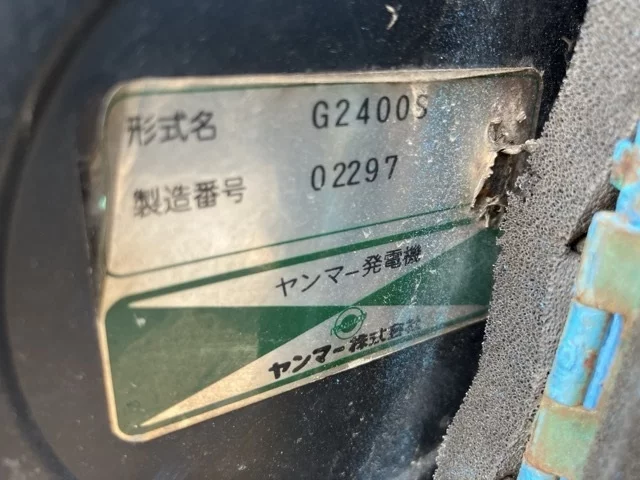 形式名 G2400S
製造番号 02297
ヤンマー発電機
ヤンマー株式会社